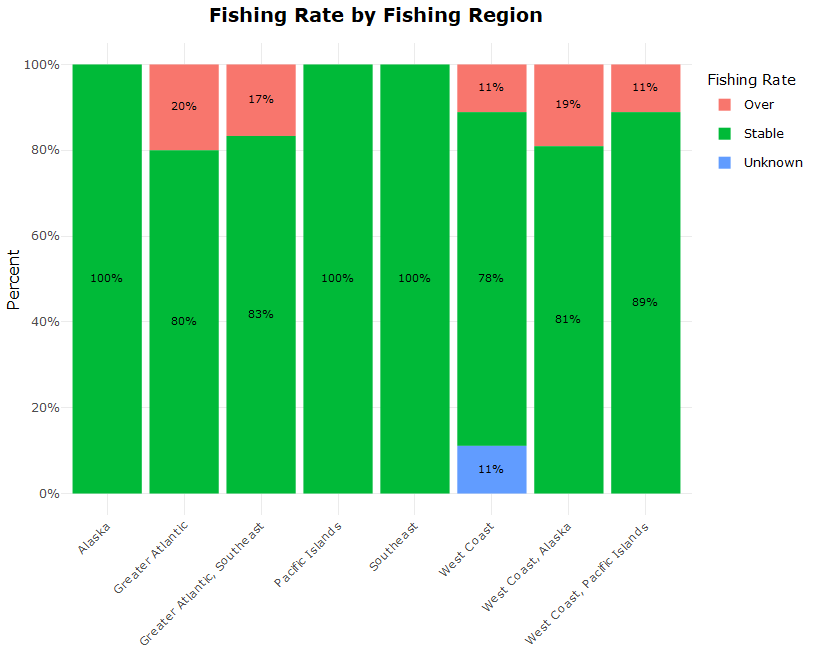 Fishing Rate by Fishing Region
Percent
100%
80%
60%
40%
20%
0%
100%
20%
80%
17%
83%
100%
100%
11%
78%
11%
19%
81%
11%
89%
Alaska
Greater Atlantic
Greater Atlantic, Southeast
Pacific Islands
Southeast
West Coast
West Coast, Alaska
West Coast, Pacific Islands
Fishing Rate
Over
Stable
Unknown